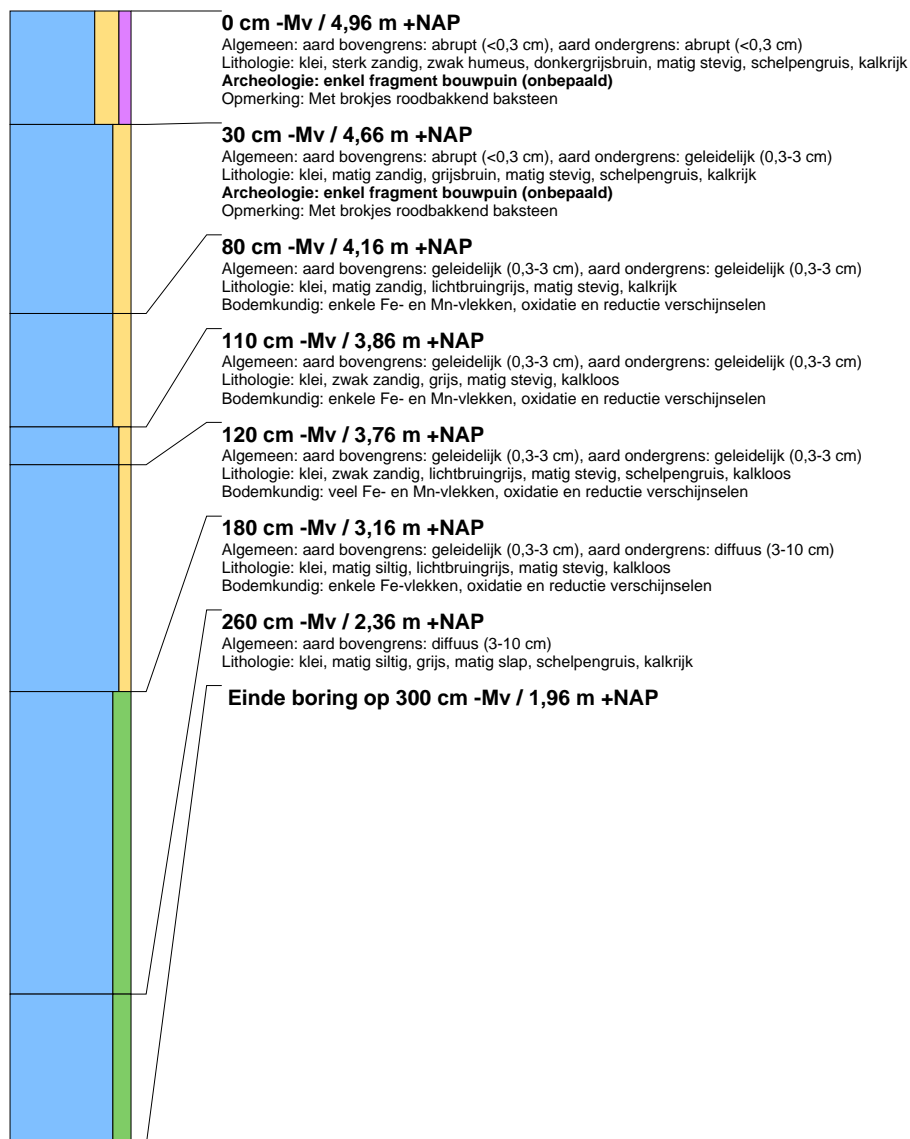 0 cm -Mv / 4,96 m +NAP
Algemeen: aard bovengrens: abrupt (<0,3 cm), aard ondergrens: abrupt (<0,3 cm)
Lithologie: klei, sterk zandig, zwak humeus, donkergrijsbruin, matig stevig, schelpengruis, kalkrijk
Archeologie: enkel fragment bouwpuin (onbepaald)
Opmerking: Met brokjes roodbakkend baksteen
30 cm -Mv / 4,66 m +NAP
Algemeen: aard bovengrens: abrupt (<0,3 cm), aard ondergrens: geleidelijk (0,3-3 cm)
Lithologie: klei, matig zandig, grijsbruin, matig stevig, schelpengruis, kalkrijk
Archeologie: enkel fragment bouwpuin (onbepaald)
Opmerking: Met brokjes roodbakkend baksteen
80 cm -Mv / 4,16 m +NAP
Algemeen: aard bovengrens: geleidelijk (0,3-3 cm), aard ondergrens: geleidelijk (0,3-3 cm)
Lithologie: klei, matig zandig, lichtbruingrijs, matig stevig, kalkrijk
Bodemkundig: enkele Fe- en Mn-vlekken, oxidatie en reductie verschijnselen
110 cm -Mv / 3,86 m +NAP
Algemeen: aard bovengrens: geleidelijk (0,3-3 cm), aard ondergrens: geleidelijk (0,3-3 cm)
Lithologie: klei, zwak zandig, grijs, matig stevig, kalkloos
Bodemkundig: enkele Fe- en Mn-vlekken, oxidatie en reductie verschijnselen
120 cm -Mv / 3,76 m +NAP
Algemeen: aard bovengrens: geleidelijk (0,3-3 cm), aard ondergrens: geleidelijk (0,3-3 cm)
Lithologie: klei, zwak zandig, lichtbruingrijs, matig stevig, schelpengruis, kalkloos
Bodemkundig: veel Fe- en Mn-vlekken, oxidatie en reductie verschijnselen
180 cm -Mv / 3,16 m +NAP
Algemeen: aard bovengrens: geleidelijk (0,3-3 cm), aard ondergrens: diffuus (3-10 cm)
Lithologie: klei, matig siltig, lichtbruingrijs, matig stevig, kalkloos
Bodemkundig: enkele Fe-vlekken, oxidatie en reductie verschijnselen
260 cm -Mv / 2,36 m +NAP
Algemeen: aard bovengrens: diffuus (3-10 cm)
Lithologie: klei, matig siltig, grijs, matig slap, schelpengruis, kalkrijk
Einde boring op 300 cm -Mv / 1,96 m +NAP